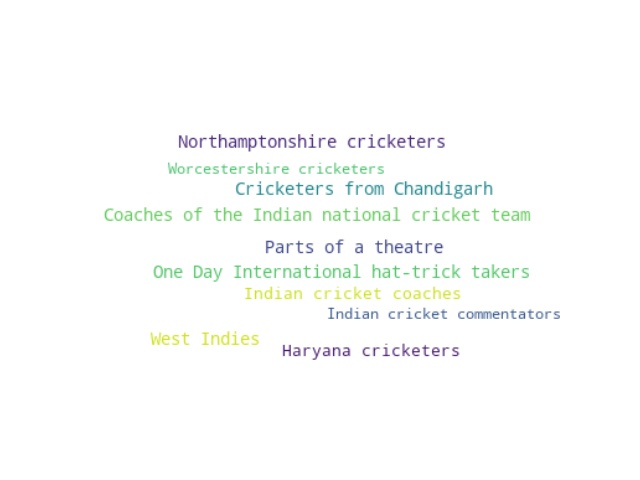 Northamptonshire cricketers
Worcestershire cricketers
Cricketers from Chandigarh
Coaches of the Indian national cricket team
Parts of a theatre
One Day International hat-trick takers
Indian cricket coaches
Indian cricket commentators
West Indies
Haryana cricketers